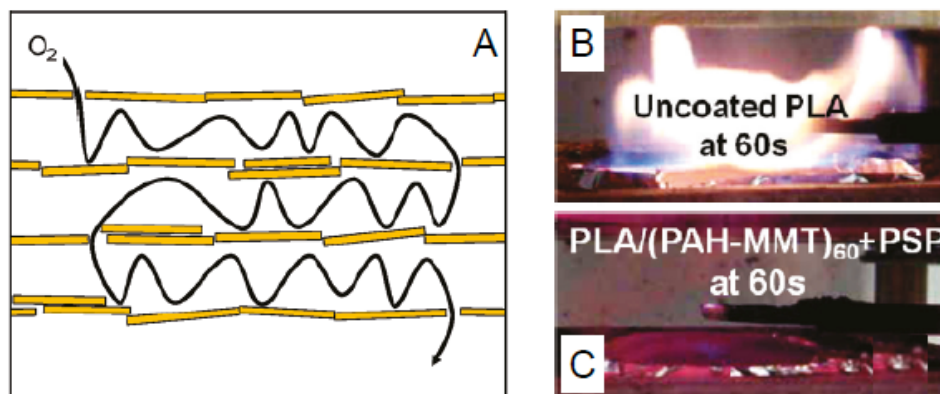 A
O₂
B
Uncoated PLA
at 60s
PLA/(PAH-MMT)₆₀+PSP
at 60s
C